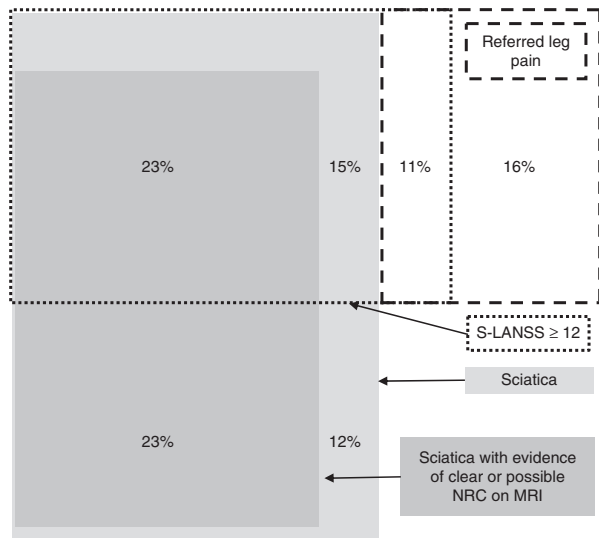 Referred leg
pain
23%
15%
11%
16%
S-LANSS ≥ 12
Sciatica
23%
12%
Sciatica with evidence
of clear or possible
NRC on MRI